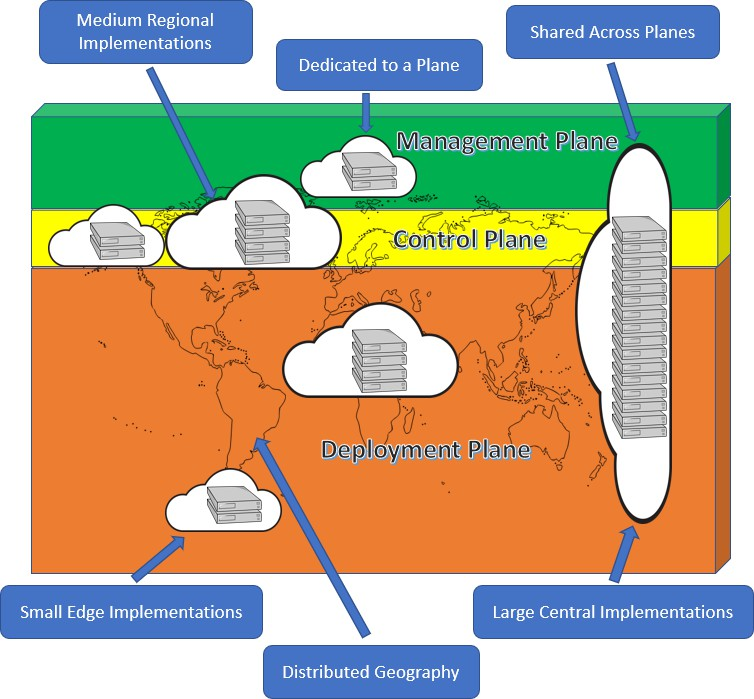 Medium Regional
Implementations
Dedicated to a Plane
Shared Across Planes
Management Plane
Control Plane
Deployment Plane
Small Edge Implementations
Large Central Implementations
Distributed Geography